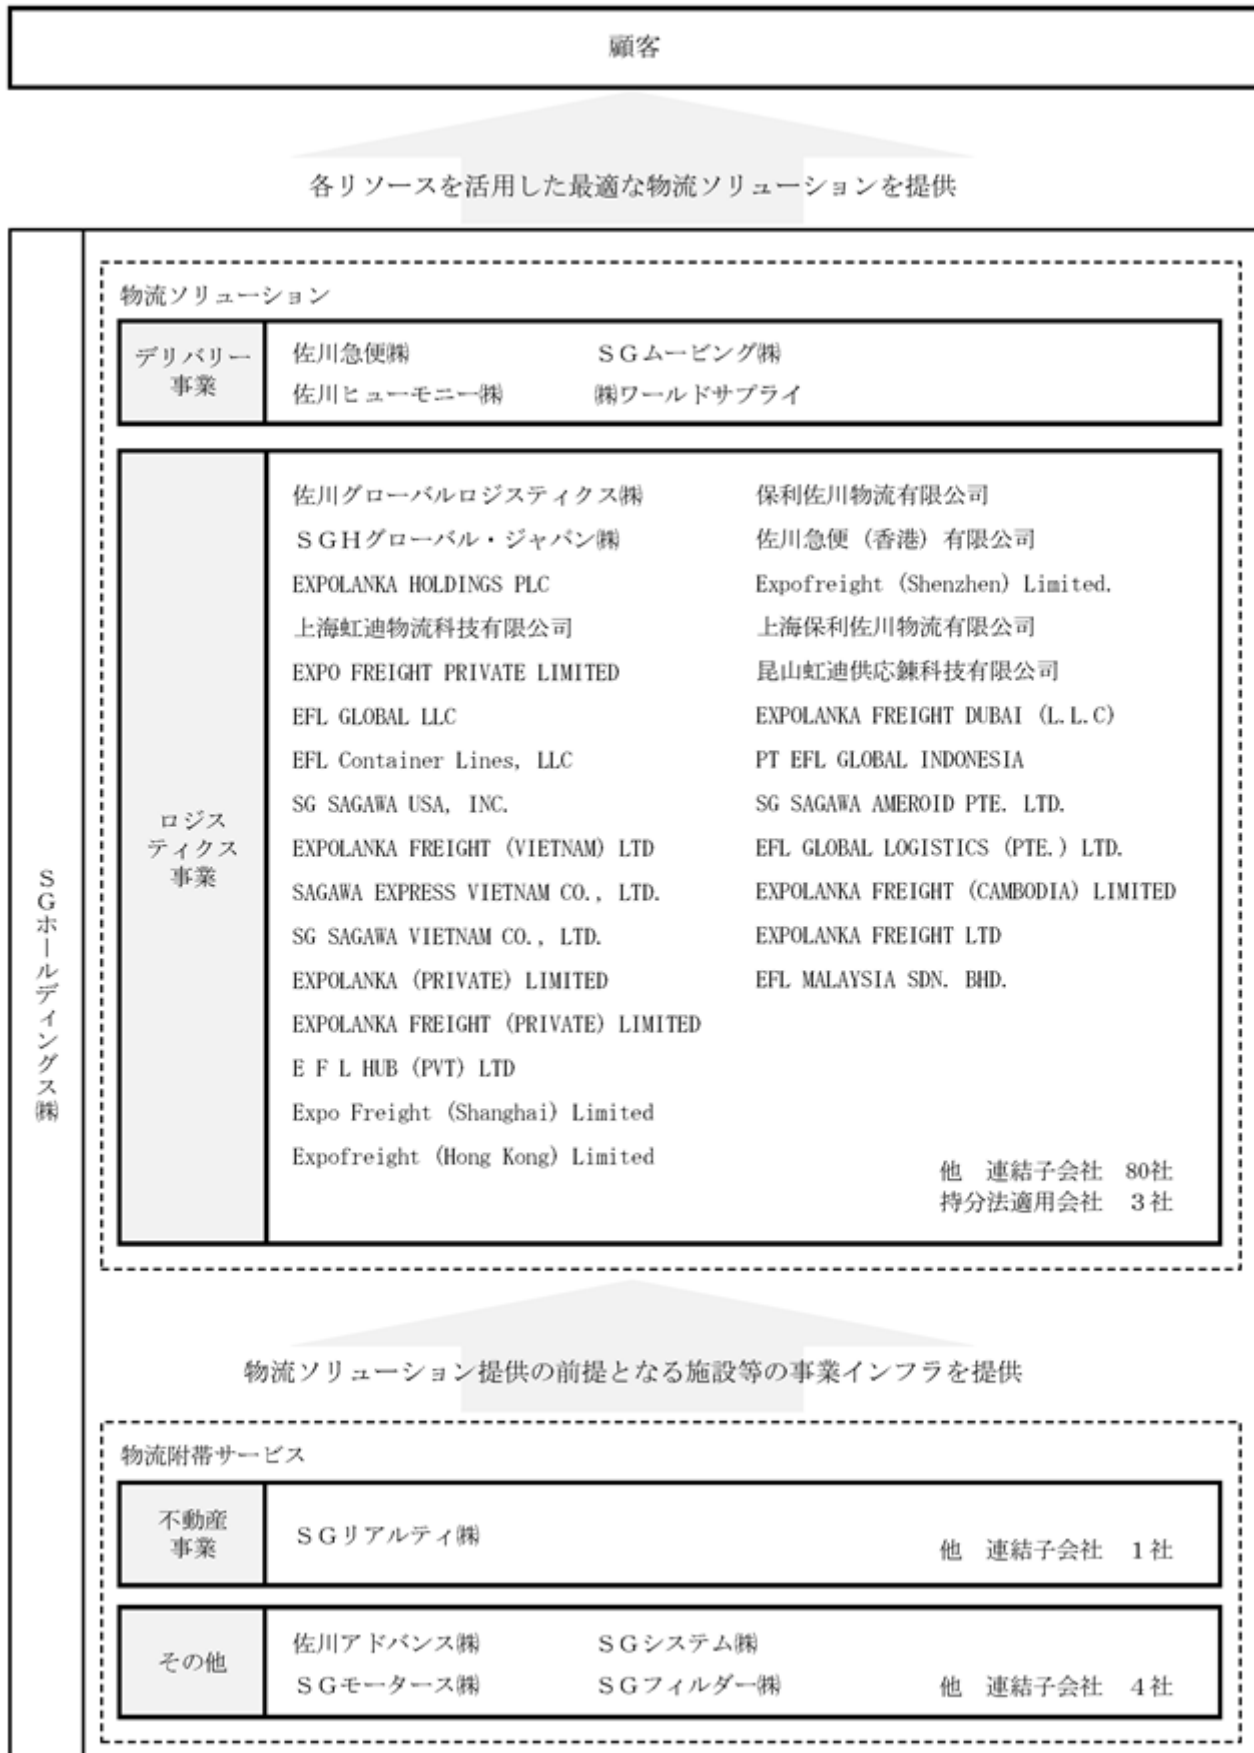 顧客
各リソースを活用した最適な物流ソリューションを提供
SGホールディングス㈱
物流ソリューション
デリバリー
事業
佐川急便㈱ SGムービング㈱
佐川ヒューモニー㈱ ㈱ワールドサプライ
ロジス
ティクス
事業
佐川グローバルロジスティクス㈱
SGHグローバル・ジャパン㈱
EXPOLANKA HOLDINGS PLC
上海虹迪物流科技有限公司
EXPO FREIGHT PRIVATE LIMITED
EFL GLOBAL LLC
EFL Container Lines, LLC
SG SAGAWA USA, INC.
EXPOLANKA FREIGHT (VIETNAM) LTD
SAGAWA EXPRESS VIETNAM CO., LTD.
SG SAGAWA VIETNAM CO., LTD.
EXPOLANKA (PRIVATE) LIMITED
EXPOLANKA FREIGHT (PRIVATE) LIMITED
E F L HUB (PVT) LTD
Expo Freight (Shanghai) Limited
Expofreight (Hong Kong) Limited
保利佐川物流有限公司
佐川急便（香港）有限公司
Expofreight (Shenzhen) Limited.
上海保利佐川物流有限公司
昆山虹迪供応錬科技有限公司
EXPOLANKA FREIGHT DUBAI (L.L.C)
PT EFL GLOBAL INDONESIA
SG SAGAWA AMEROID PTE. LTD.
EFL GLOBAL LOGISTICS (PTE.) LTD.
EXPOLANKA FREIGHT (CAMBODIA) LIMITED
EXPOLANKA FREIGHT LTD
EFL MALAYSIA SDN. BHD.
他 連結子会社 80社
持分法適用会社 3社
物流ソリューション提供の前提となる施設等の事業インフラを提供
物流附帯サービス
不動産
事業
SGリアルティ㈱
他 連結子会社 1社
その他
佐川アドバンス㈱ SGシステム㈱
SGモータース㈱ SGフィルダー㈱ 他 連結子会社 4社